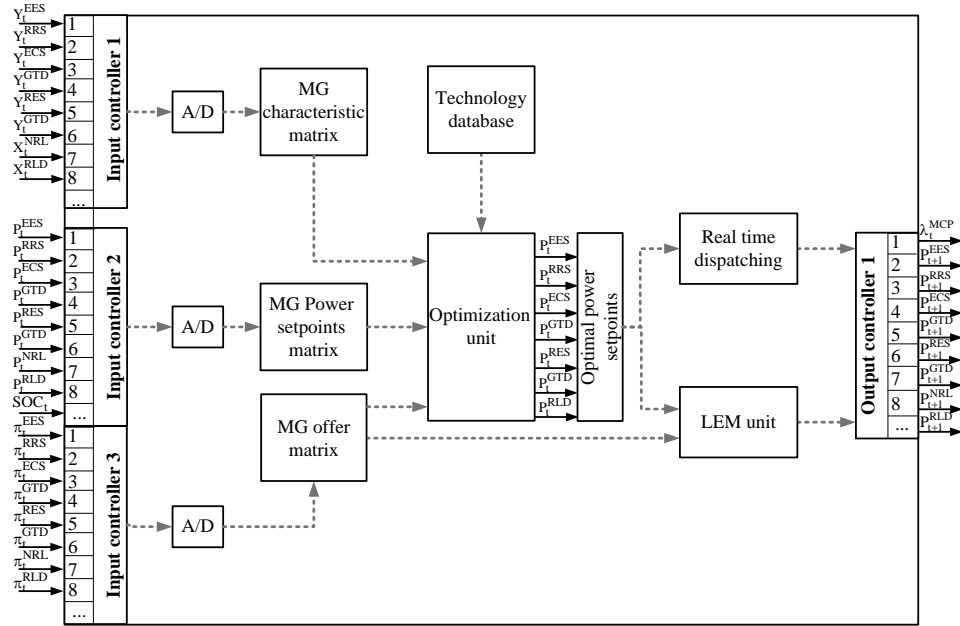 Y_t^EES
Y_t^RRS
Y_t^ECS
Y_t^GTD
Y_t^RES
Y_t^GTD
X_t^NRL
X_t^RLD
1
2
3
4
5
6
7
8
...
Input controller 1
A/D
MG
characteristic
matrix
Technology
database
P_t^EES
P_t^RRS
P_t^ECS
P_t^GTD
P_t^RES
P_t^GTD
P_t^NRL
P_t^RLD
SOC_t
1
2
3
4
5
6
7
8
...
Input controller 2
A/D
MG Power
setpoints
matrix
Optimization
unit
P_t^EES
P_t^RRS
P_t^ECS
P_t^GTD
P_t^RES
P_t^GTD
P_t^RLD
Optimal power
setpoints
Real time
dispatching
LEM unit
π_t^EES
π_t^RRS
π_t^ECS
π_t^GTD
π_t^RES
π_t^GTD
π_t^NRL
π_t^RLD
1
2
3
4
5
6
7
8
...
Input controller 3
A/D
MG offer
matrix
Output controller 1
1
2
3
4
5
6
7
8
...
λ_t^MCP
P_t+1^EES
P_t+1^RRS
P_t+1^ECS
P_t+1^GTD
P_t+1^RES
P_t+1^GTD
P_t+1^NRL
P_t+1^RLD